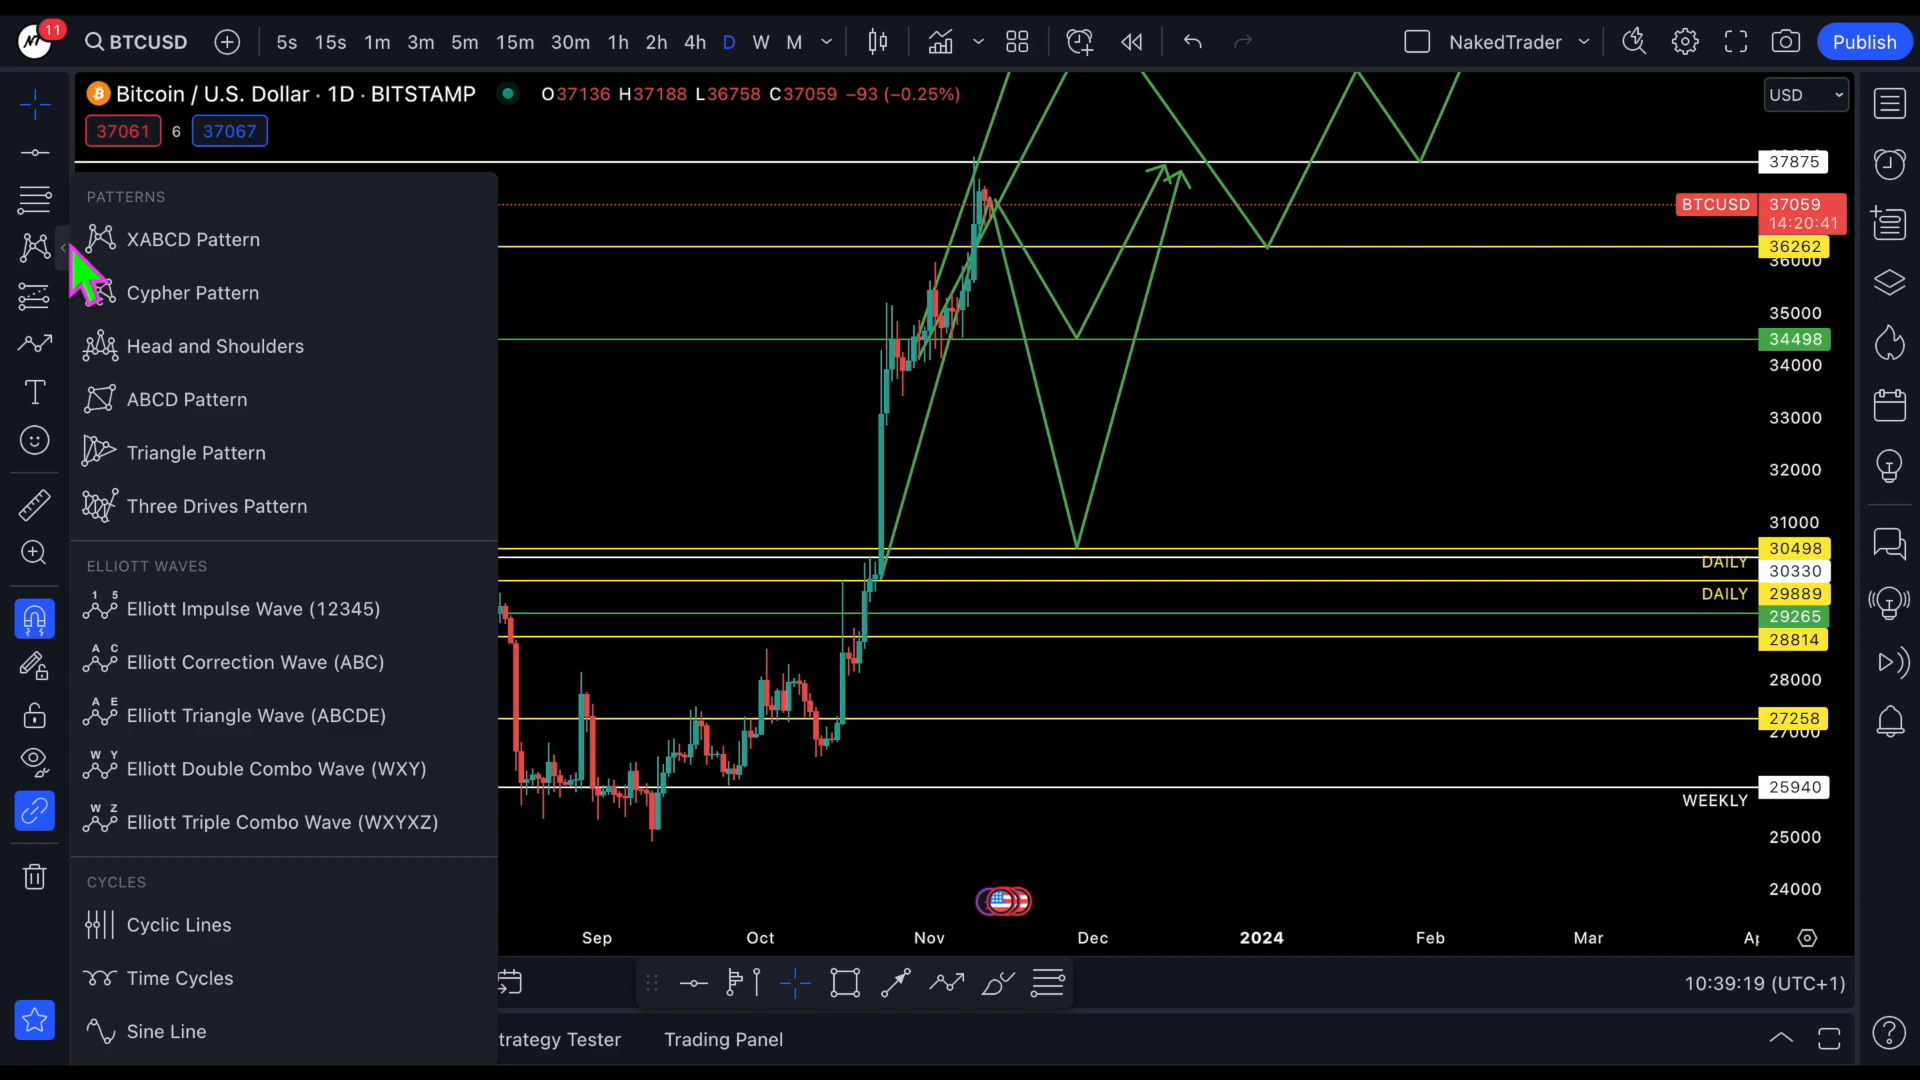 11
BTCUSD 5s 15s 1m 3m 5m 15m 30m 1h 2h 4h D W M NakedTrader Publish
Bitcoin / U.S. Dollar · 1D · BITSTAMP O37136 H37188 L36758 C37059 −93 (−0.25%)
USD
37061 6 37067
37875
PATTERNS
BTCUSD 37059
14:20:41
XABCD Pattern
36262
36000
Cypher Pattern
35000
34498
Head and Shoulders
34000
ABCD Pattern
33000
Triangle Pattern
32000
Three Drives Pattern
31000
30498
ELLIOTT WAVES
DAILY
30330
DAILY 29889
1 5
Elliott Impulse Wave (12345)
29265
28814
A C
Elliott Correction Wave (ABC)
28000
A E
Elliott Triangle Wave (ABCDE)
27258
27000
W Y
Elliott Double Combo Wave (WXY)
25940
WEEKLY
W Z
Elliott Triple Combo Wave (WXYXZ)
25000
CYCLES
24000
Cyclic Lines
Sep Oct Nov Dec 2024 Feb Mar
Time Cycles
10:39:19 (UTC+1)
Sine Line
trategy Tester Trading Panel